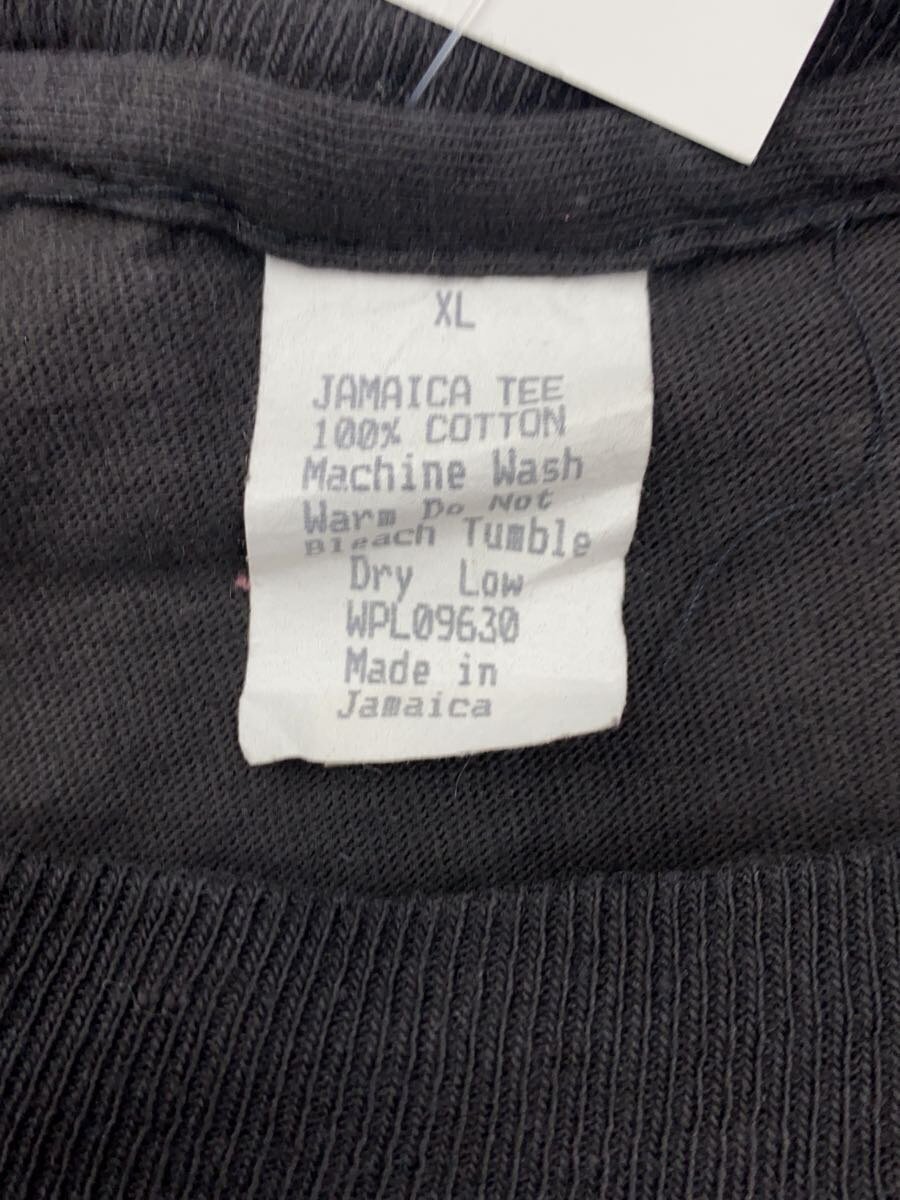 XL
JAMAICA TEE
100% COTTON
Machine Wash
Warm Do Not
Bleach Tumble
Dry Low
WPL09630
Made in
Jamaica